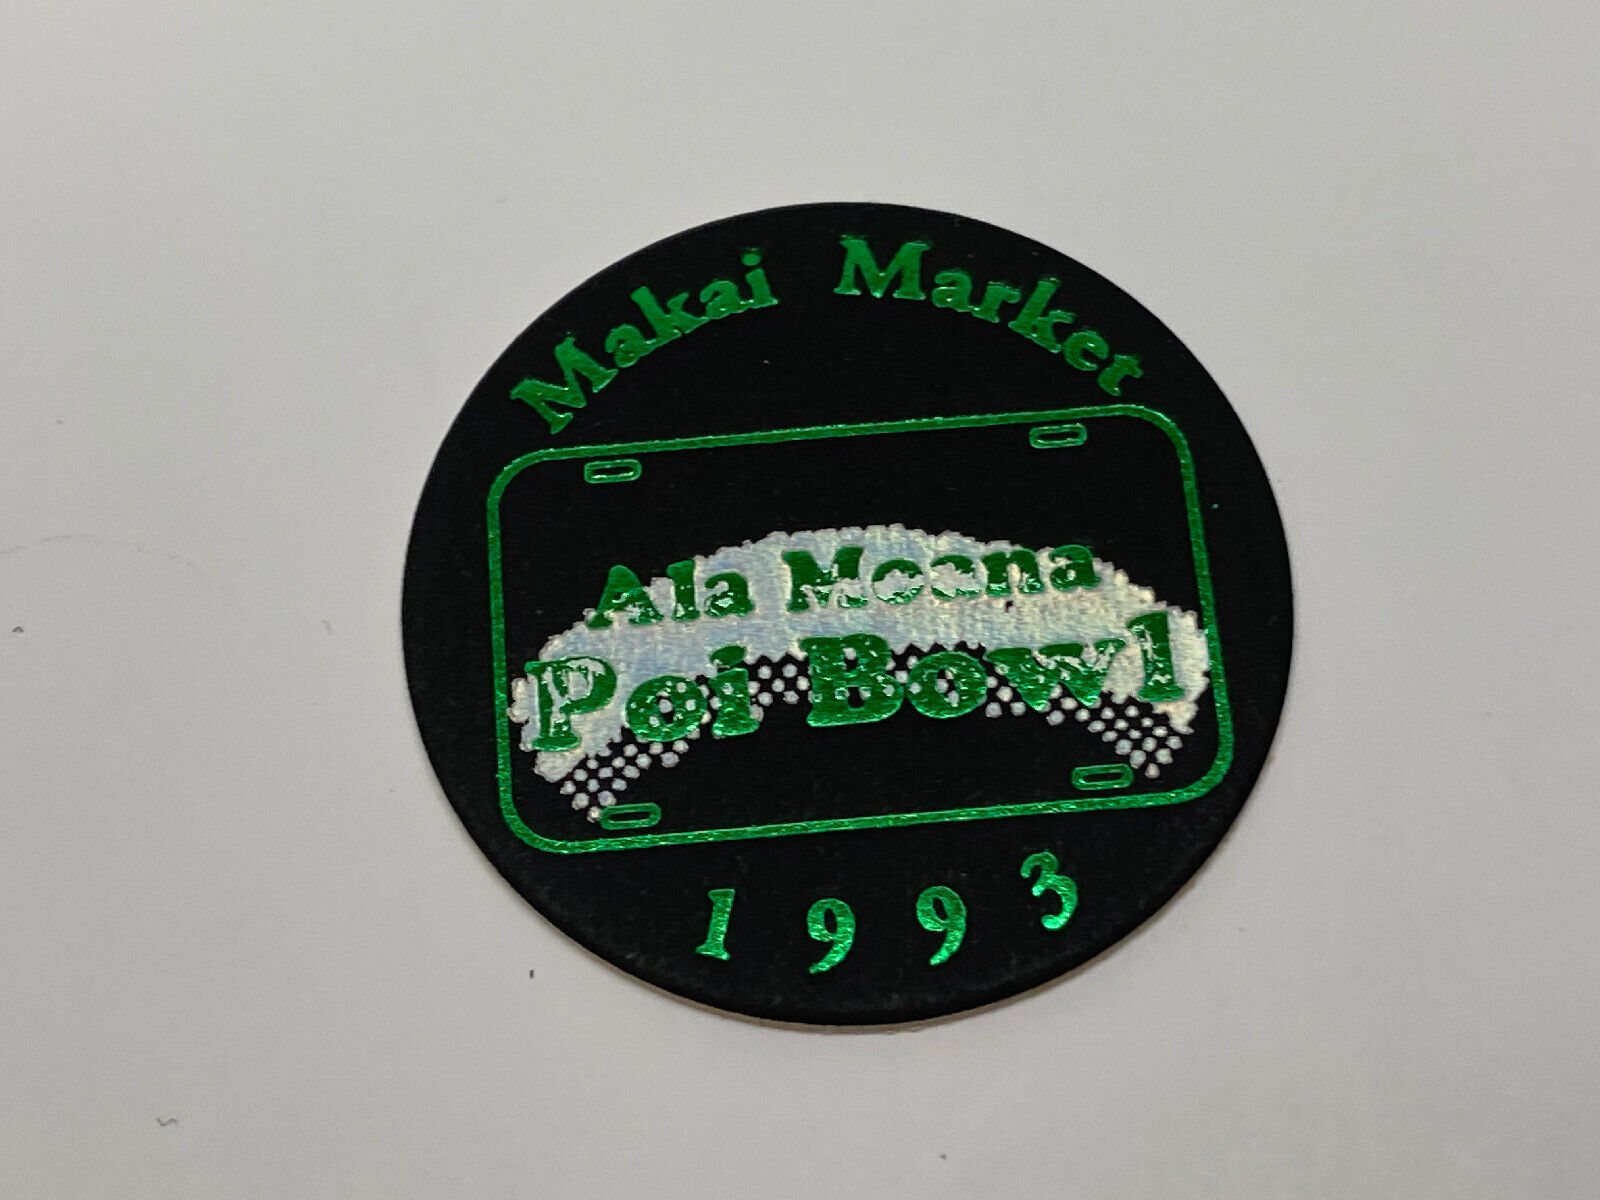 Makai Market
Ala Moana
Poi Bowl
1993